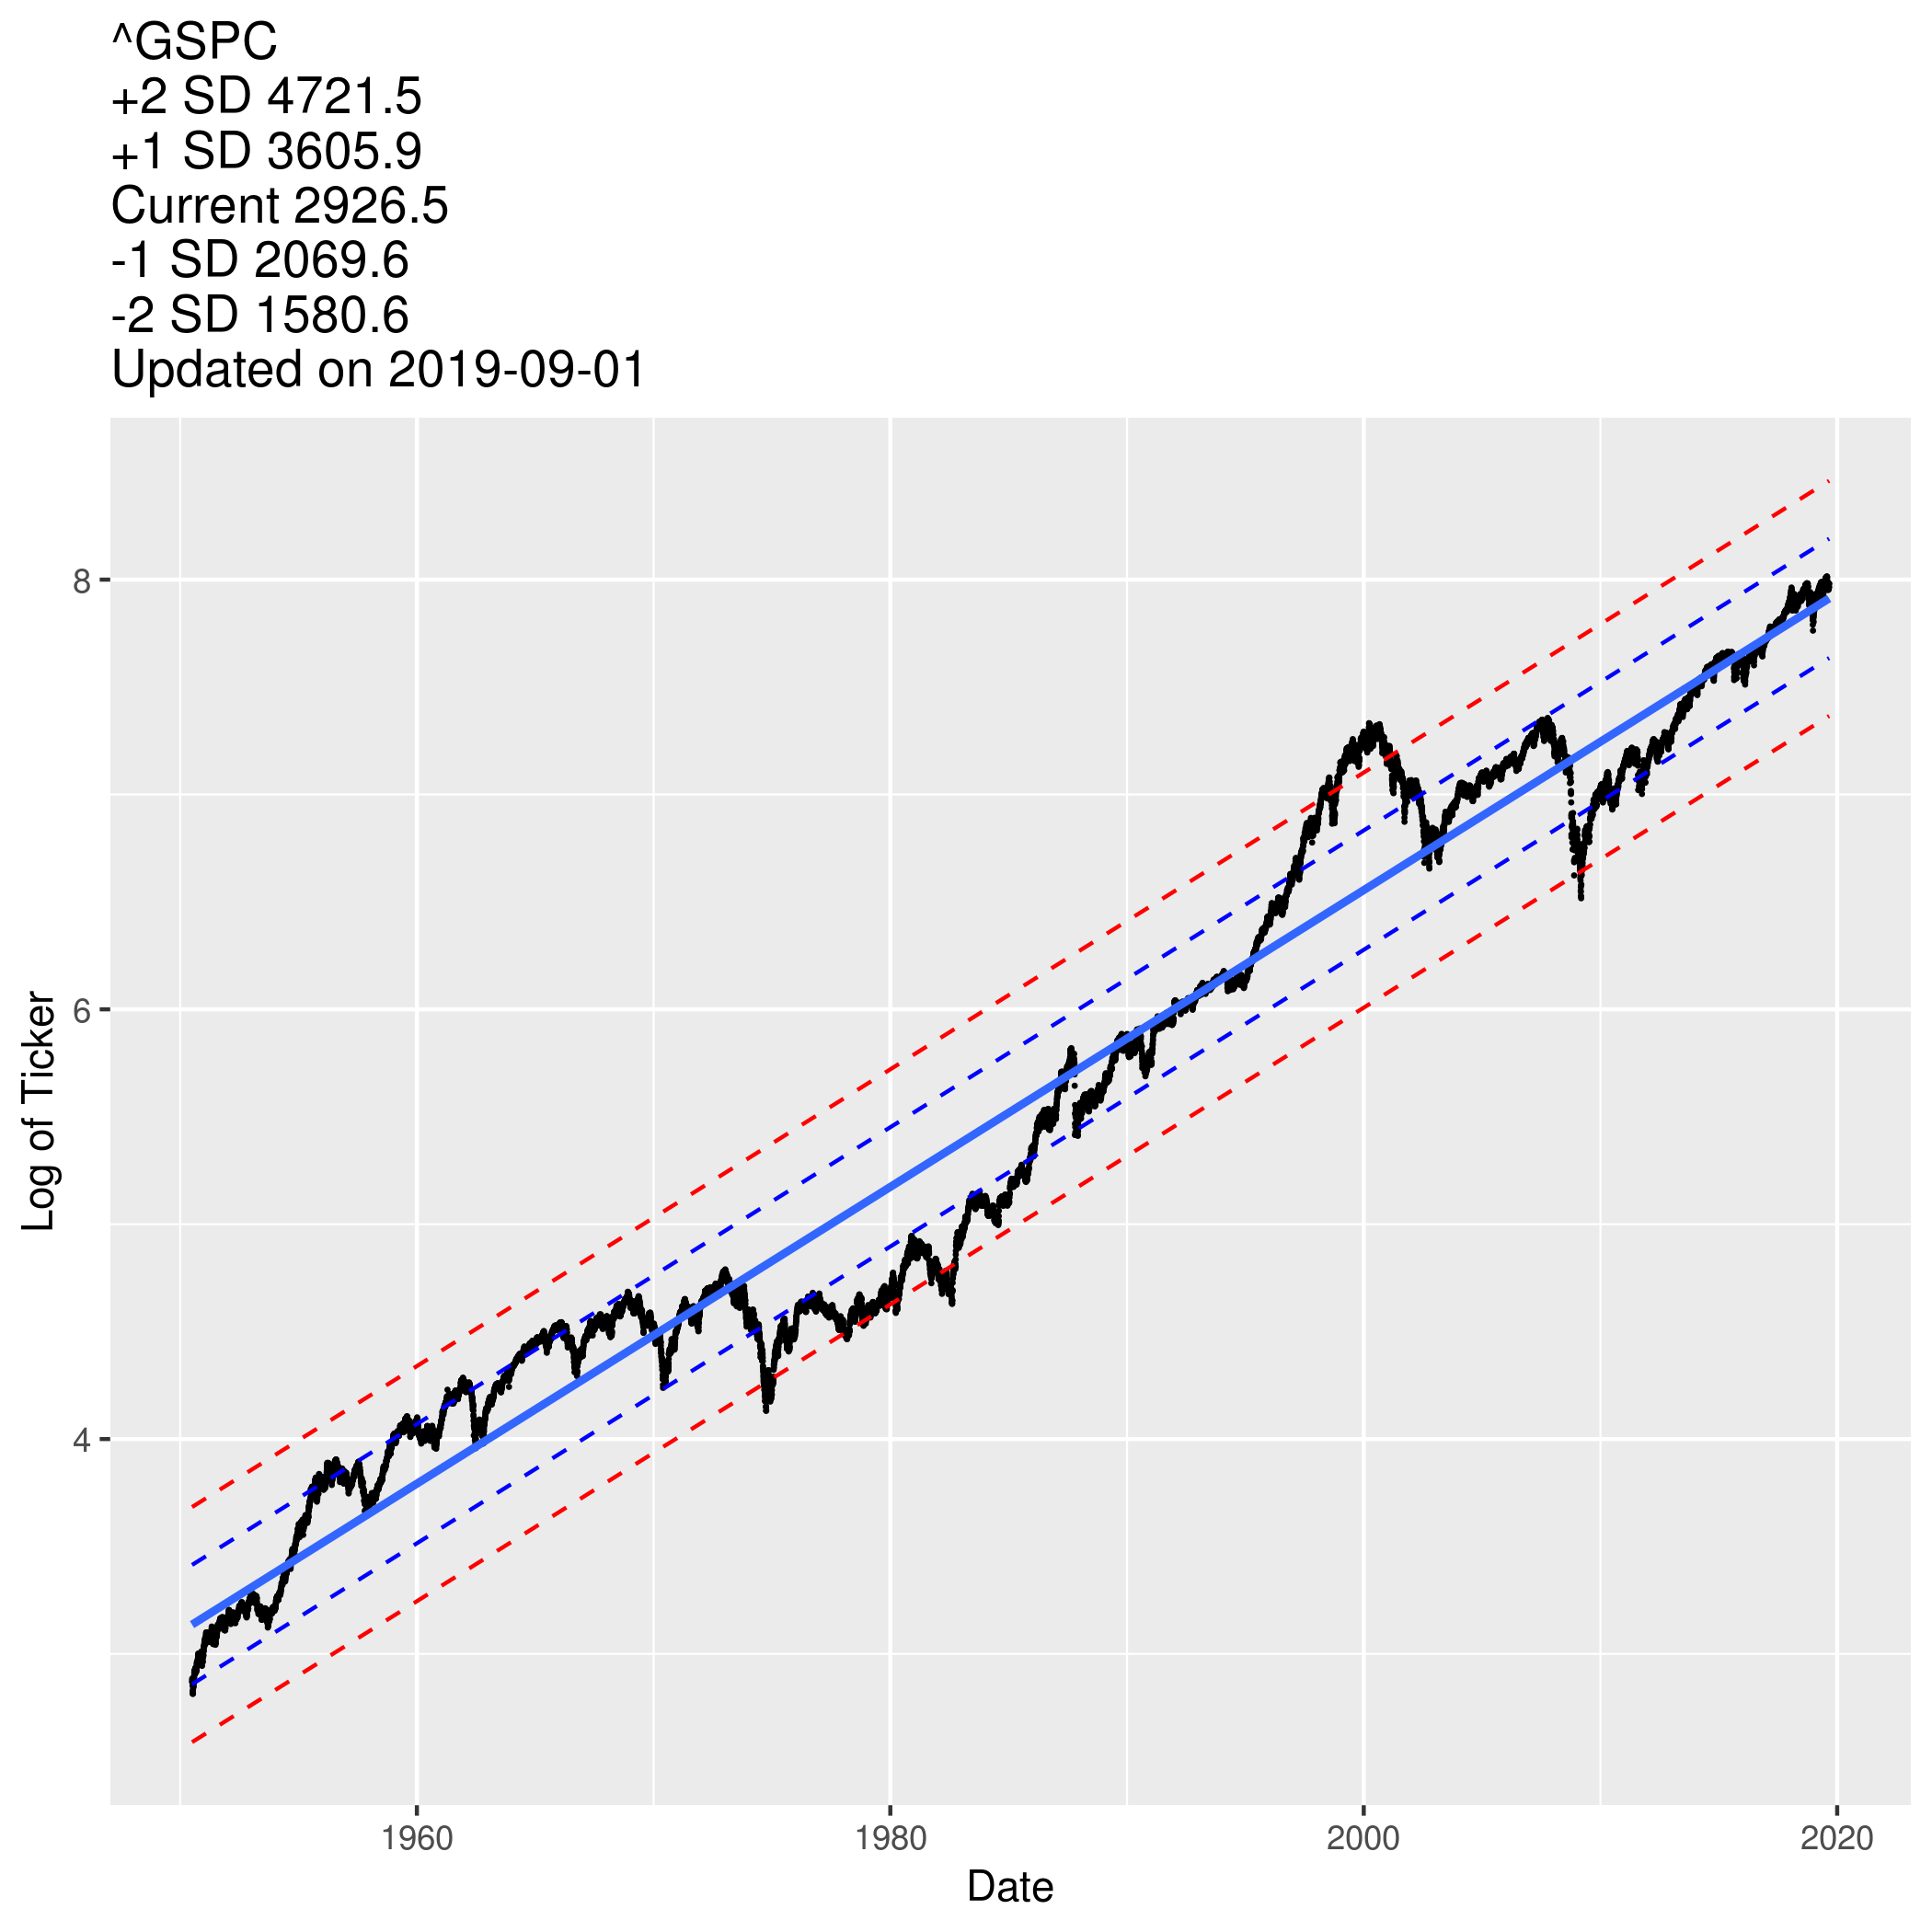 ^GSPC
+2 SD 4721.5
+1 SD 3605.9
Current 2926.5
-1 SD 2069.6
-2 SD 1580.6
Updated on 2019-09-01
8
6
4
Log of Ticker
1960
1980
2000
2020
Date